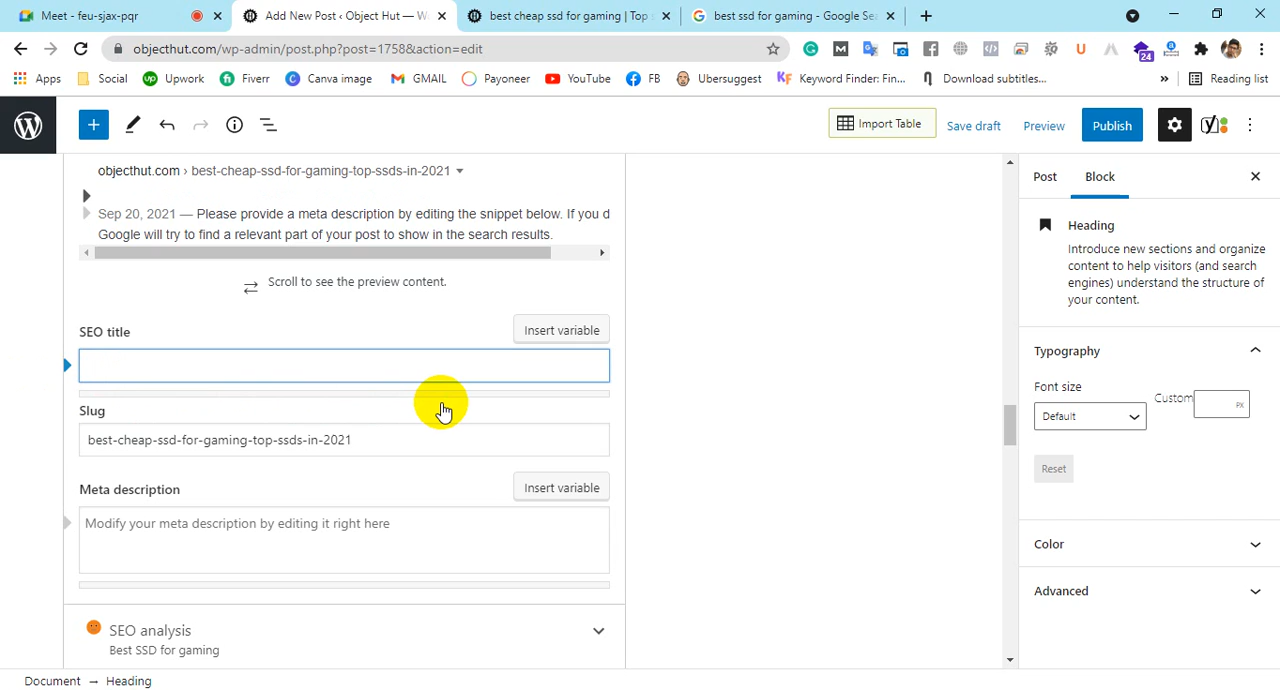 Meet - feu-sjax-pqr
Add New Post ‹ Object Hut — W
best cheap ssd for gaming | Top s
best ssd for gaming - Google Sea
objecthut.com/wp-admin/post.php?post=1758&action=edit
24
Apps
Social
Upwork
Fiverr
Canva image
GMAIL
Payoneer
YouTube
FB
Ubersuggest
Keyword Finder: Fin...
Download subtitles...
»
Reading list
Import Table
Save draft
Preview
Publish
objecthut.com › best-cheap-ssd-for-gaming-top-ssds-in-2021
Sep 20, 2021 — Please provide a meta description by editing the snippet below. If you d
Google will try to find a relevant part of your post to show in the search results.
Scroll to see the preview content.
SEO title
Insert variable
Slug
best-cheap-ssd-for-gaming-top-ssds-in-2021
Meta description
Insert variable
Modify your meta description by editing it right here
SEO analysis
Best SSD for gaming
Post
Block
Heading
Introduce new sections and organize
content to help visitors (and search
engines) understand the structure of
your content.
Typography
Font size
Custom
Default
PX
Reset
Color
Advanced
Document → Heading